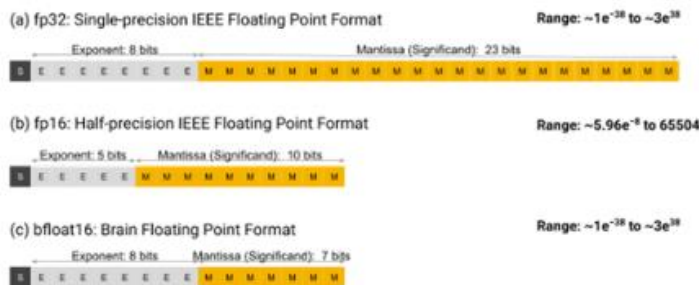 (a) fp32: Single-precision IEEE Floating Point Format Range: ~1e⁻³⁸ to ~3e³⁸
Exponent: 8 bits Mantissa (Significand): 23 bits
S E E E E E E E E M M M M M M M M M M M M M M M M M M M M M M M
(b) fp16: Half-precision IEEE Floating Point Format Range: ~5.96e⁻⁸ to 65504
Exponent: 5 bits Mantissa (Significand): 10 bits
S E E E E E M M M M M M M M M M
(c) bfloat16: Brain Floating Point Format Range: ~1e⁻³⁸ to ~3e³⁸
Exponent: 8 bits Mantissa (Significand): 7 bits
S E E E E E E E E M M M M M M M